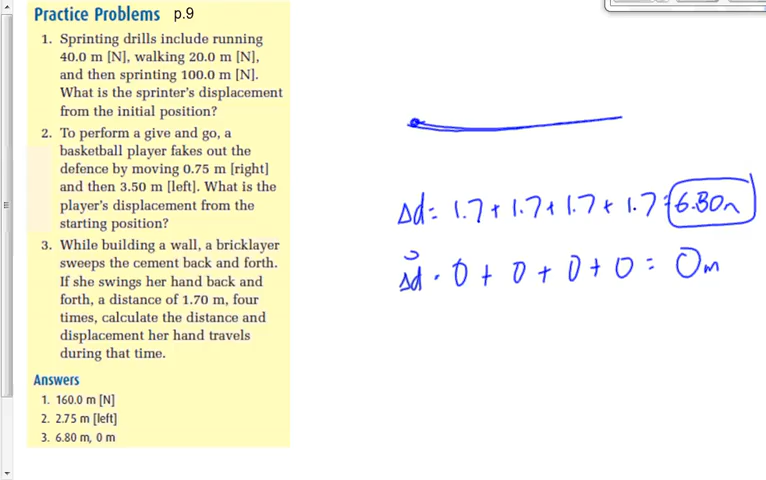 Practice Problems p.9
1. Sprinting drills include running
40.0 m [N], walking 20.0 m [N],
and then sprinting 100.0 m [N].
What is the sprinter's displacement
from the initial position?
2. To perform a give and go, a
basketball player fakes out the
defence by moving 0.75 m [right]
and then 3.50 m [left]. What is the
player's displacement from the
starting position?
3. While building a wall, a bricklayer
sweeps the cement back and forth.
If she swings her hand back and
forth, a distance of 1.70 m, four
times, calculate the distance and
displacement her hand travels
during that time.
Answers
1. 160.0 m [N]
2. 2.75 m [left]
3. 6.80 m, 0 m
Δd = 1.7 + 1.7 + 1.7 + 1.7 = 6.80m
Δd = 0 + 0 + 0 + 0 = 0m